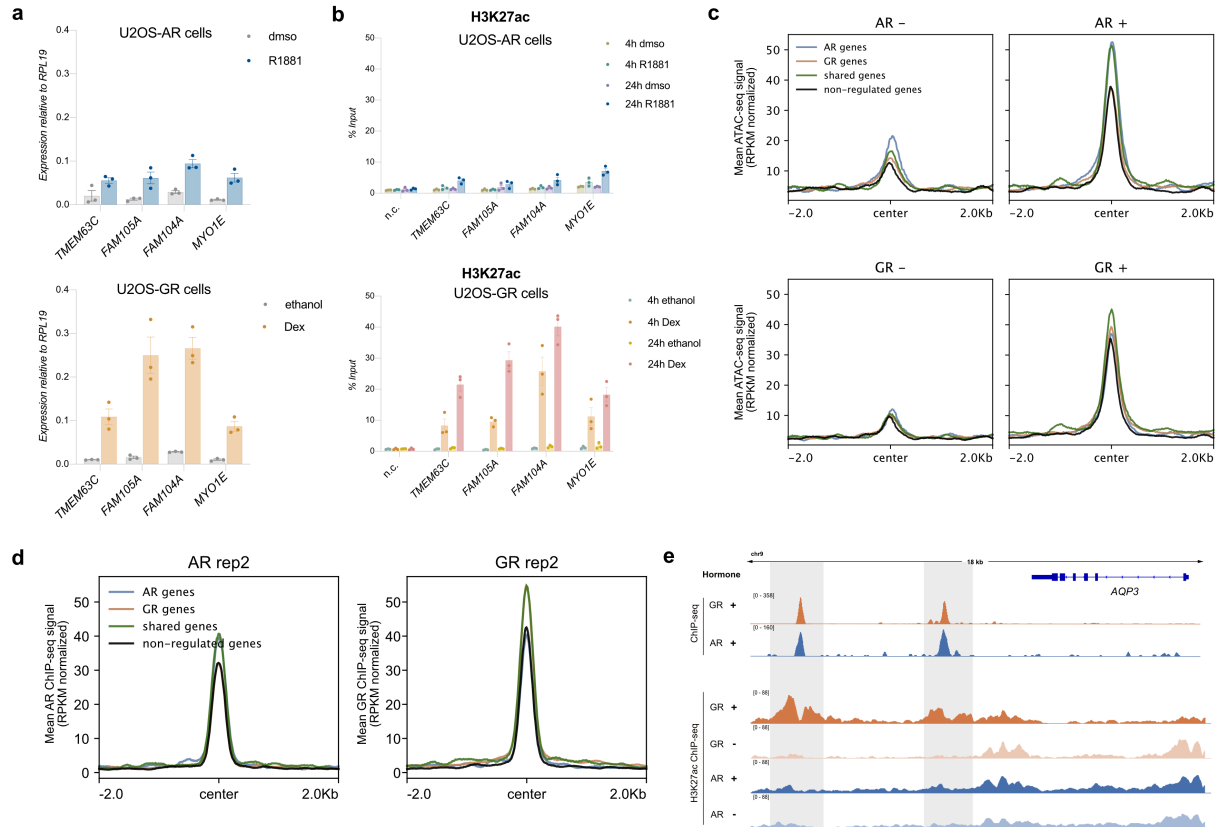 a
U2OS-AR cells
dmso
R1881
Expression relative to RPL19
0.4
0.3
0.2
0.1
0.0
TMEM63C
FAM105A
FAM104A
MYO1E
U2OS-GR cells
ethanol
Dex
Expression relative to RPL19
0.4
0.3
0.2
0.1
0.0
TMEM63C
FAM105A
FAM104A
MYO1E
b
H3K27ac
U2OS-AR cells
4h dmso
4h R1881
24h dmso
24h R1881
% Input
50
40
30
20
10
0
n.c.
TMEM63C
FAM105A
FAM104A
MYO1E
H3K27ac
U2OS-GR cells
4h ethanol
4h Dex
24h ethanol
24h Dex
% Input
50
40
30
20
10
0
n.c.
TMEM63C
FAM105A
FAM104A
MYO1E
c
AR –
AR +
AR genes
GR genes
shared genes
non-regulated genes
Mean ATAC-seq signal
(RPKM normalized)
50
40
30
20
10
−2.0
center
2.0Kb
−2.0
center
2.0Kb
GR –
GR +
Mean ATAC-seq signal
(RPKM normalized)
50
40
30
20
10
−2.0
center
2.0Kb
−2.0
center
2.0Kb
d
AR rep2
AR genes
GR genes
shared genes
non-regulated genes
Mean AR ChIP-seq signal
(RPKM normalized)
50
40
30
20
10
0
-2.0
center
2.0Kb
GR rep2
Mean GR ChIP-seq signal
(RPKM normalized)
50
40
30
20
10
0
-2.0
center
2.0Kb
e
chr9
18 kb
Hormone
AQP3
ChIP-seq
GR +
[0 - 358]
AR +
[0 - 160]
H3K27ac ChIP-seq
GR +
[0 - 88]
GR -
[0 - 88]
AR +
[0 - 88]
AR -
[0 - 88]